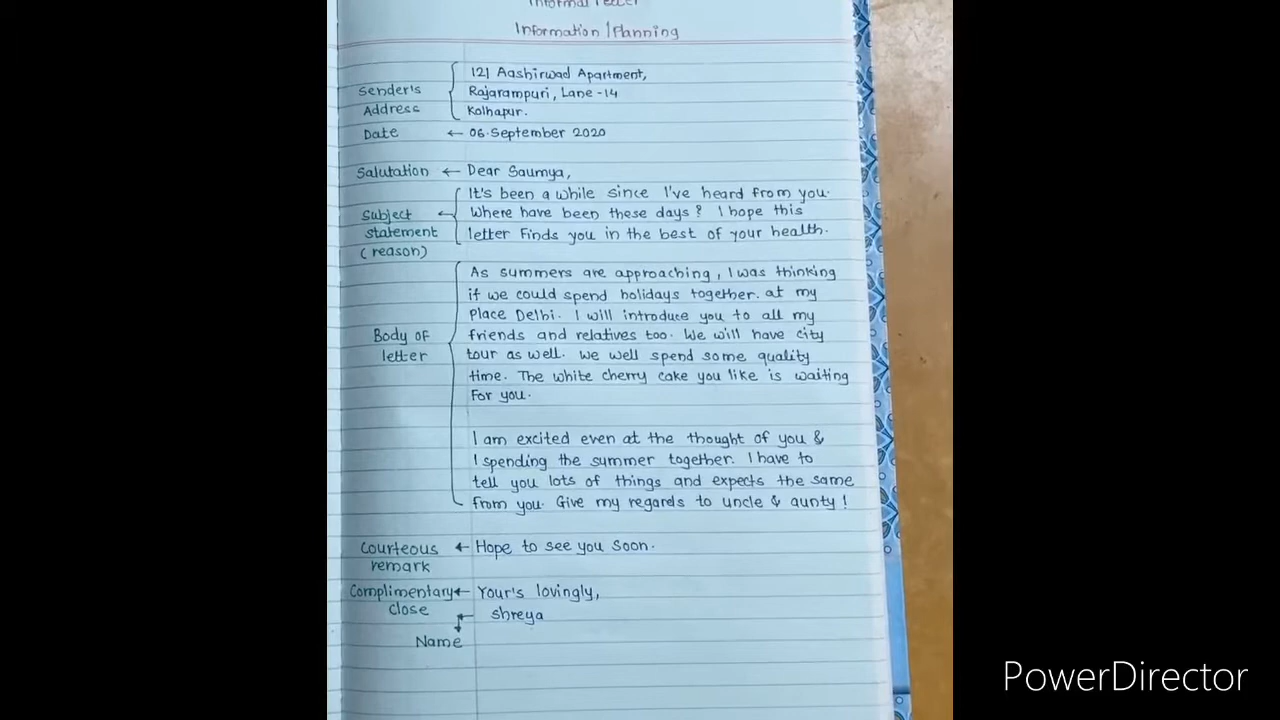 Informal Letter
Information/Planning
Sender's Address
121 Aashirwad Apartment,
Rajarampuri, Lane-14
Kolhapur.
Date ← 06.September 2020
Salutation ← Dear Saumya,
Subject statement (reason) ←
It's been a while since I've heard from you.
Where have been these days? I hope this
letter finds you in the best of your health.
Body of letter
As summers are approaching, I was thinking
if we could spend holidays together. at my
Place Delhi. I will introduce you to all my
friends and relatives too. We will have city
tour as well. We well spend some quality
time. The white cherry cake you like is waiting
for you.
I am excited even at the thought of you &
I spending the summer together. I have to
tell you lots of things and expects the same
from you. Give my regards to uncle & aunty!
Courteous remark ← Hope to see you soon.
Complimentary close ← Your's lovingly,
shreya
Name
PowerDirector